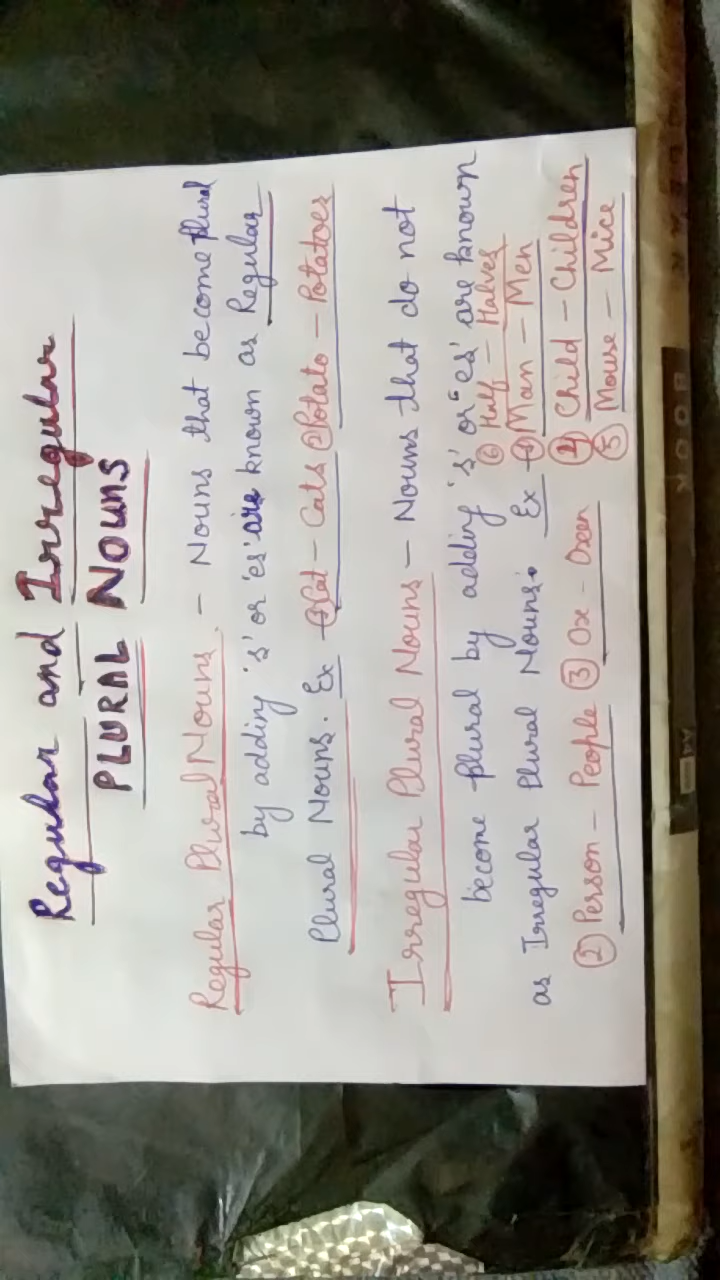 Regular and Irregular
PLURAL NOUNS
Regular Plural Nouns. - Nouns that become plural
by adding 's' or 'es' are known as Regular
Plural Nouns. Ex → ① Cat - Cats ② Potato - Potatoes
Irregular Plural Nouns - Nouns that do not
become plural by adding 's' or "es' are known
⑥ Half - Halves
as Irregular Plural Nouns. Ex → ① Man - Men
② Person - People ③ Ox - Oxen ④ Child - Children
⑤ Mouse - Mice